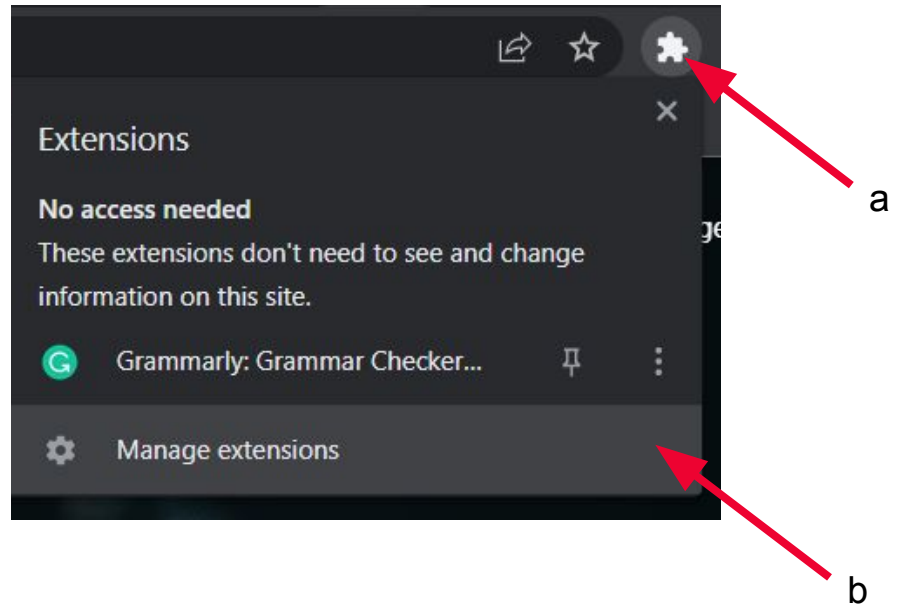 Extensions
a
No access needed
ge
These extensions don't need to see and change
information on this site.
Grammarly: Grammar Checker...
Manage extensions
b